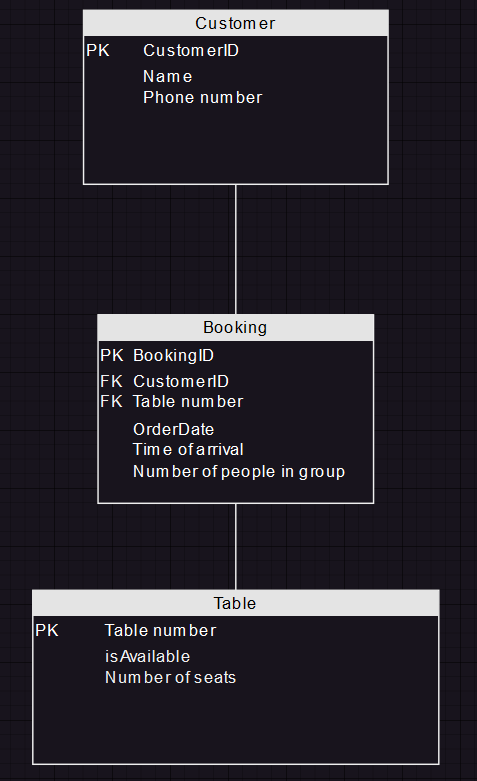 Customer
PK CustomerID
Name
Phone number
Booking
PK BookingID
FK CustomerID
FK Table number
OrderDate
Time of arrival
Number of people in group
Table
PK Table number
isAvailable
Number of seats